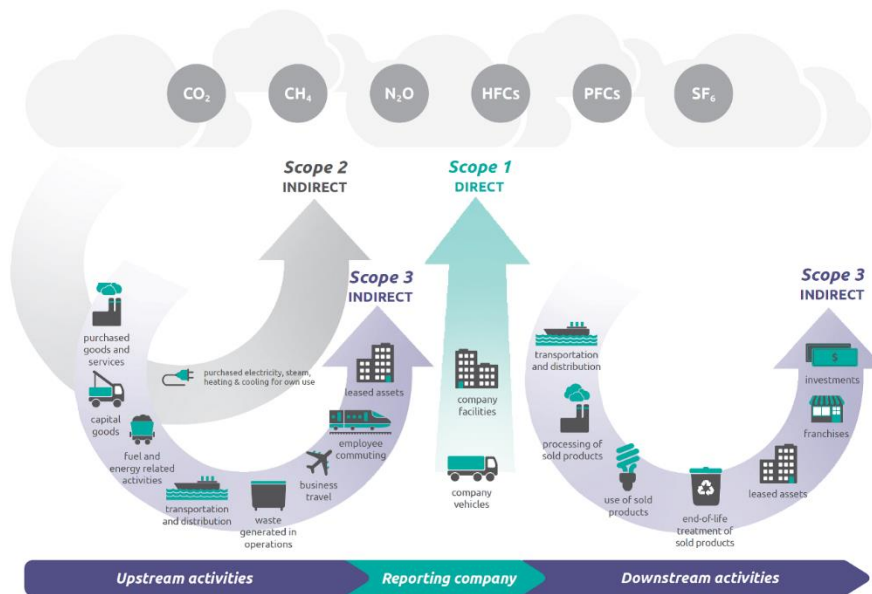 CO₂
CH₄
N₂O
HFCs
PFCs
SF₆
Scope 2
INDIRECT
Scope 1
DIRECT
Scope 3
INDIRECT
Scope 3
INDIRECT
purchased
goods and
services
capital
goods
fuel and
energy related
activities
transportation
and distribution
waste
generated in
operations
business
travel
employee
commuting
leased assets
purchased electricity, steam,
heating & cooling for own use
company
facilities
company
vehicles
transportation
and distribution
processing of
sold products
use of sold
products
end-of-life
treatment of
sold products
leased assets
franchises
$
investments
Upstream activities
Reporting company
Downstream activities